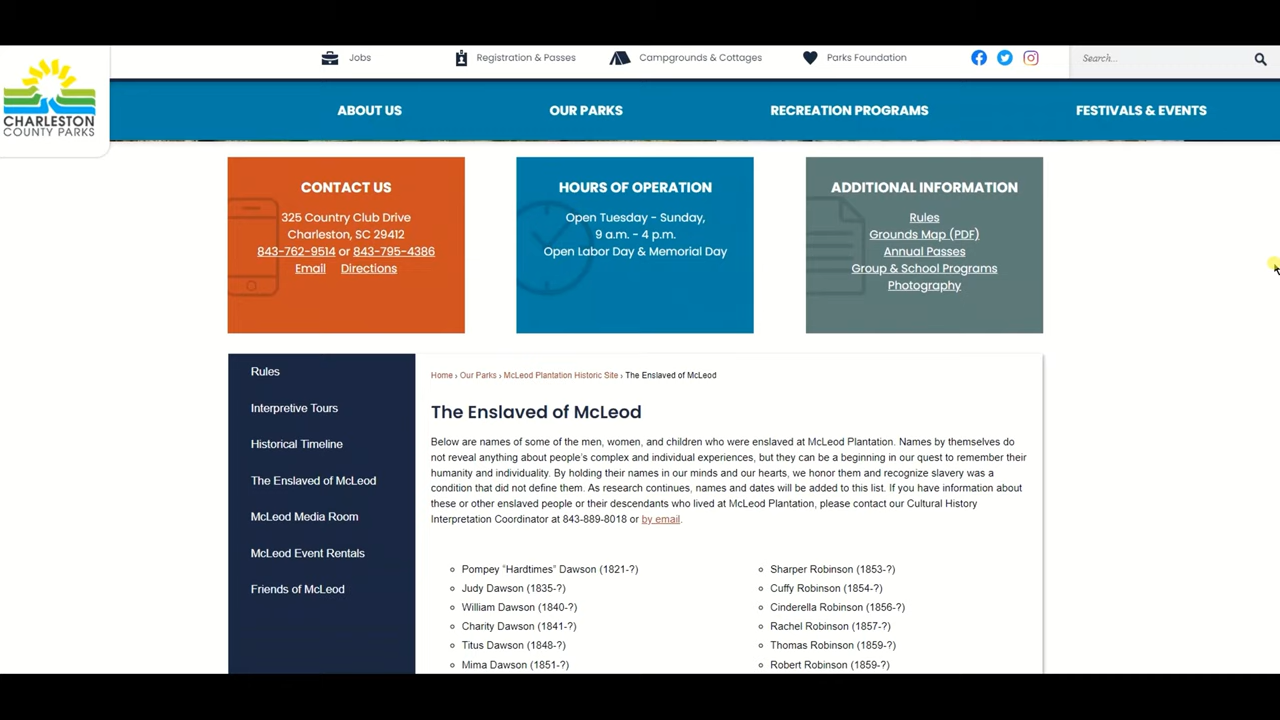 Jobs
Registration & Passes
Campgrounds & Cottages
Parks Foundation
Search...
CHARLESTON
COUNTY PARKS
ABOUT US
OUR PARKS
RECREATION PROGRAMS
FESTIVALS & EVENTS
CONTACT US
325 Country Club Drive
Charleston, SC 29412
843-762-9514 or 843-795-4386
Email Directions
HOURS OF OPERATION
Open Tuesday - Sunday,
9 a.m. - 4 p.m.
Open Labor Day & Memorial Day
ADDITIONAL INFORMATION
Rules
Grounds Map (PDF)
Annual Passes
Group & School Programs
Photography
Rules
Interpretive Tours
Historical Timeline
The Enslaved of McLeod
McLeod Media Room
McLeod Event Rentals
Friends of McLeod
Home › Our Parks › McLeod Plantation Historic Site › The Enslaved of McLeod
The Enslaved of McLeod
Below are names of some of the men, women, and children who were enslaved at McLeod Plantation. Names by themselves do
not reveal anything about people's complex and individual experiences, but they can be a beginning in our quest to remember their
humanity and individuality. By holding their names in our minds and our hearts, we honor them and recognize slavery was a
condition that did not define them. As research continues, names and dates will be added to this list. If you have information about
these or other enslaved people or their descendants who lived at McLeod Plantation, please contact our Cultural History
Interpretation Coordinator at 843-889-8018 or by email.
Pompey "Hardtimes" Dawson (1821-?)
Judy Dawson (1835-?)
William Dawson (1840-?)
Charity Dawson (1841-?)
Titus Dawson (1848-?)
Mima Dawson (1851-?)
Sharper Robinson (1853-?)
Cuffy Robinson (1854-?)
Cinderella Robinson (1856-?)
Rachel Robinson (1857-?)
Thomas Robinson (1859-?)
Robert Robinson (1859-?)